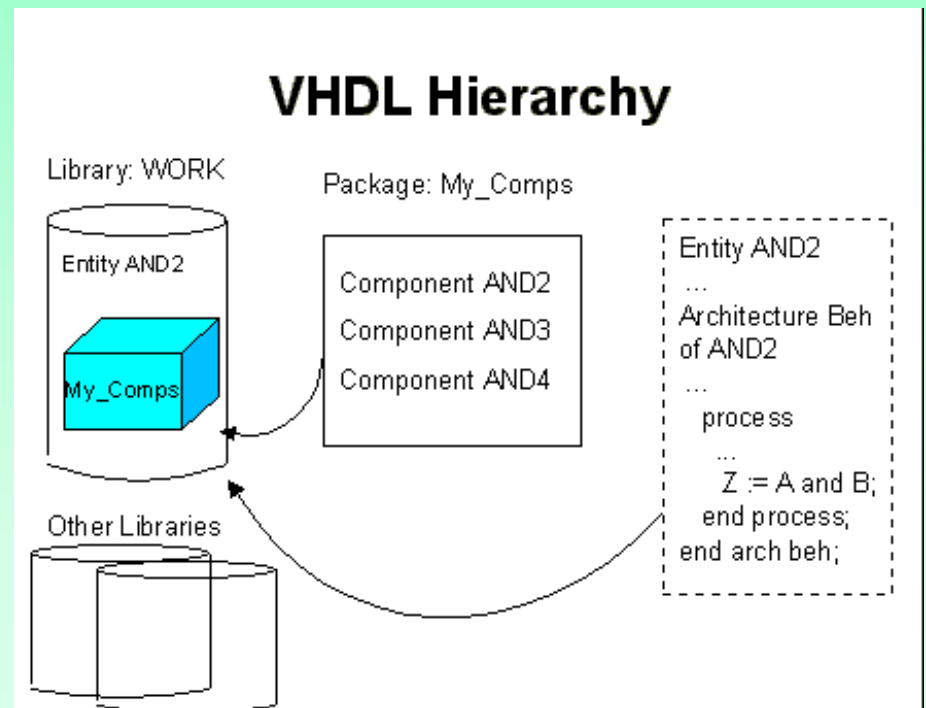 VHDL Hierarchy
Library: WORK
Entity AND2
My_Comps
Other Libraries
Package: My_Comps
Component AND2
Component AND3
Component AND4
Entity AND2
...
Architecture Beh
of AND2
...
process
...
Z := A and B;
end process;
end arch beh;